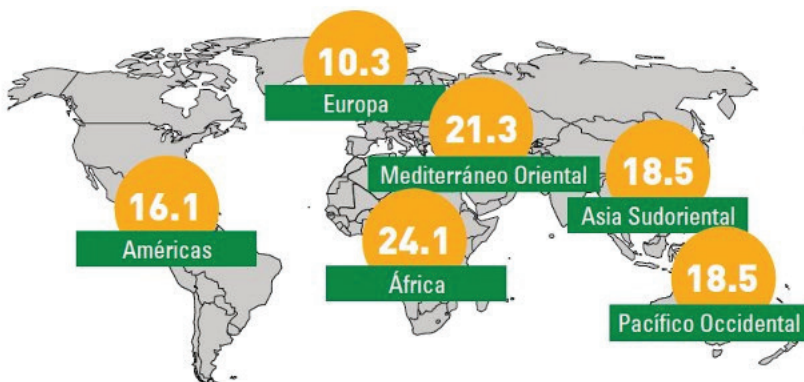 10.3
Europa
21.3
Mediterráneo Oriental
18.5
Asia Sudoriental
16.1
Américas
24.1
África
18.5
Pacífico Occidental